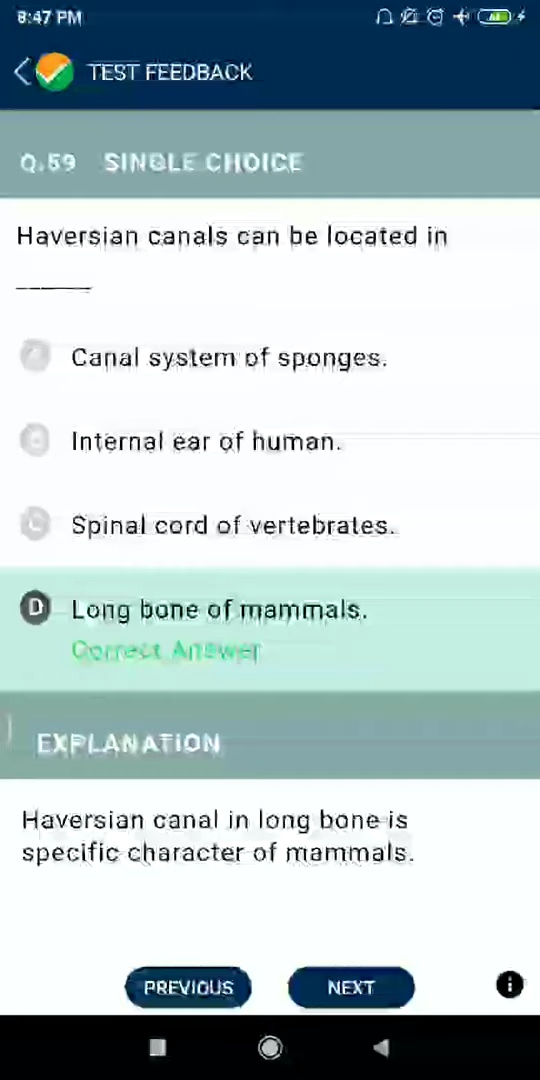 8:47 PM
TEST FEEDBACK
Q.59 SINGLE CHOICE
Haversian canals can be located in
______
Canal system of sponges.
Internal ear of human.
Spinal cord of vertebrates.
D Long bone of mammals.
Correct Answer
EXPLANATION
Haversian canal in long bone is
specific character of mammals.
PREVIOUS NEXT